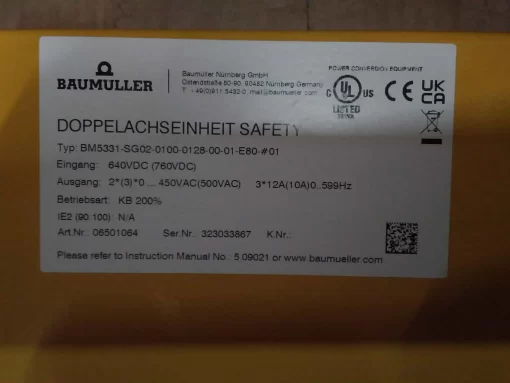 BAUMULLER
Baumüller Nürnberg GmbH
Ostendstraße 80-90, 90482 Nürnberg Germany
T: +49(0)911 5432-0, mail@baumuller.com
POWER CONVERSION EQUIPMENT
C UL US
LISTED
CE
UK CA
DOPPELACHSEINHEIT SAFETY
Typ: BM5331-SG02-0100-0128-00-01-E80-#01
Eingang: 640VDC (760VDC)
Ausgang: 2*(3)*0 ... 450VAC(500VAC) 3*12A(10A)0..599Hz
Betriebsart: KB 200%
IE2 (90.100) N/A
Art.Nr.: 06501064 Ser.Nr.: 323033867 K.Nr.:
Please refer to Instruction Manual No.: 5.09021 or www.baumueller.com